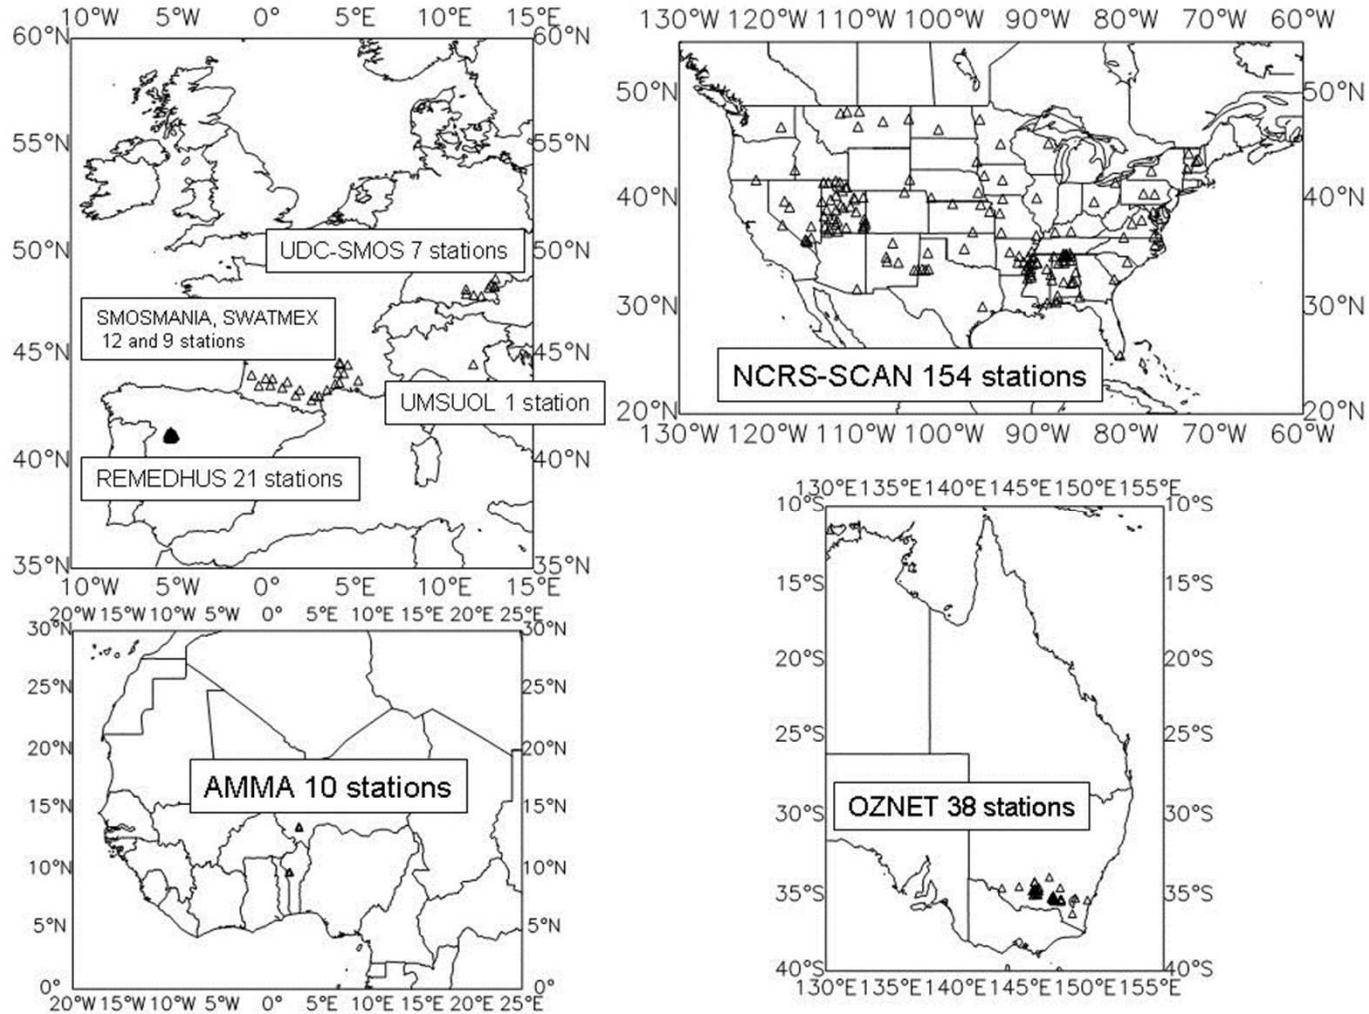 10°W 5°W 0° 5°E 10°E 15E
60°N 60°N
55°N 55°N
50°N 50°N
UDC-SMOS 7 stations
SMOSMANIA, SWATMEX
12 and 9 stations
45°N 45°N
UMSUOL 1 station
40°N 40°N
REMEDHUS 21 stations
35°N 35°N
10°W 5°W 0° 5°E 10°E 15E
130°W 120°W 110°W 100°W 90°W 80°W 70°W 60°W
50°N 50°N
40°N 40°N
30°N 30°N
NCRS-SCAN 154 stations
20°N 20°N
130°W 120°W 110°W 100°W 90°W 80°W 70°W 60°W
20°W 15°W 10°W 5°W 0° 5°E 10°E 15°E 20°E 25°E
30°N 30°N
25°N 25°N
20°N 20°N
AMMA 10 stations
15°N 15°N
10°N 10°N
5°N 5°N
0° 0°
20°W 15°W 10°W 5°W 0° 5°E 10°E 15°E 20°E 25°E
130°E 135°E 140°E 145°E 150°E 155°E
10°S 10°S
15°S 15°S
20°S 20°S
25°S 25°S
OZNET 38 stations
30°S 30°S
35°S 35°S
40°S 40°S
130°E 135°E 140°E 145°E 150°E 155°E